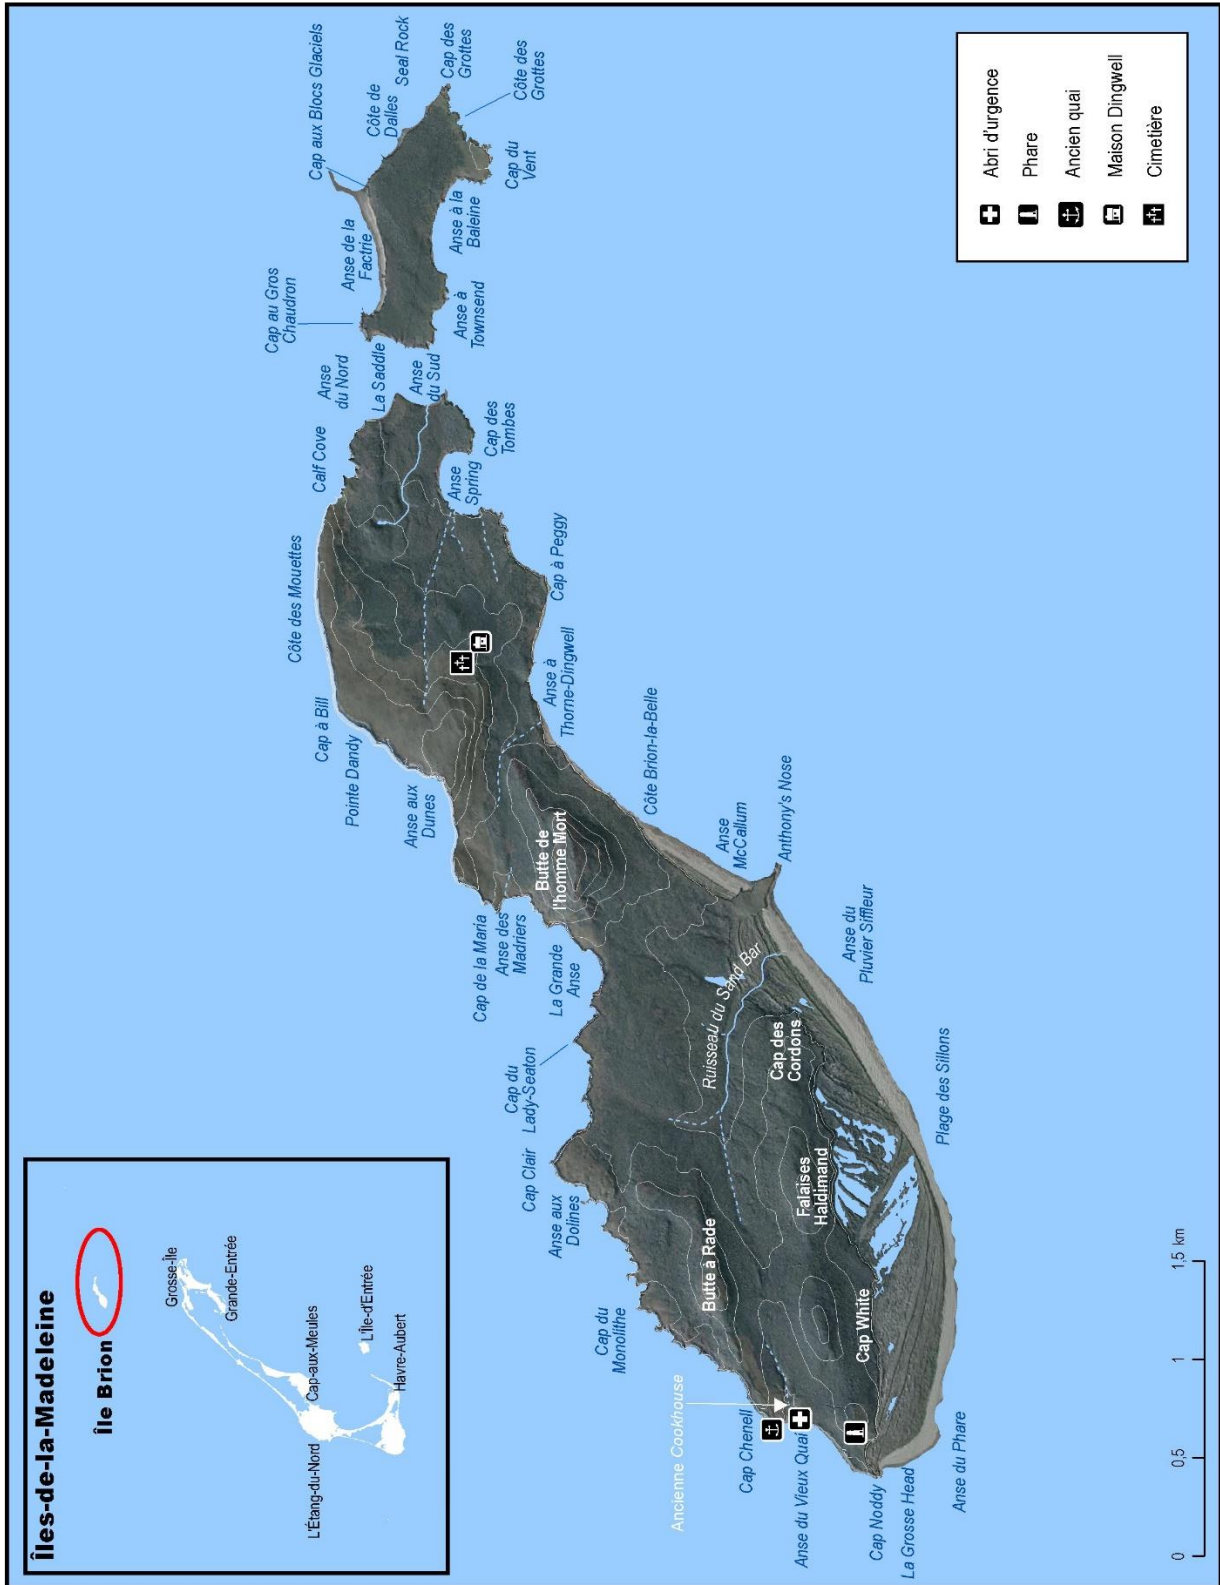 Îles-de-la-Madeleine
Île Brion
Grosse-Île
Grande-Entrée
L'Étang-du-Nord
Cap-aux-Meules
L'Île-d'Entrée
Havre-Aubert
Cap au Gros
Chaudron
Cap aux Blocs Glaciels
Anse
du Nord
Anse de la
Factrie
Côte de
Dalles
Seal Rock
Calf Cove
La Saddle
Cap des
Grottes
Côte des Mouettes
Anse
du Sud
Anse à
Townsend
Anse à la
Baleine
Cap du
Vent
Côte des
Grottes
Cap à Bill
Pointe Dandy
Anse
Spring
Cap des
Tombes
Anse aux
Dunes
Cap à Peggy
Anse à
Thorne-Dingwell
Cap de la Maria
Anse des
Madriers
Butte de
l'homme Mort
La Grande
Anse
Côte Brion-la-Belle
Cap du
Lady-Seaton
Anse
McCallum
Anthony's Nose
Cap Clair
Anse aux
Dolines
Ruisseau du Sand Bar
Cap des
Cordons
Anse du
Pluvier Siffleur
Cap du
Monolithe
Butte à Rade
Falaises
Haldimand
Plage des Sillons
Ancienne Cookhouse
Cap Chenell
Anse du Vieux Quai
Cap White
Cap Noddy
La Grosse Head
Anse du Phare
Abri d'urgence
Phare
Ancien quai
Maison Dingwell
Cimetière
0 0,5 1 1,5 km